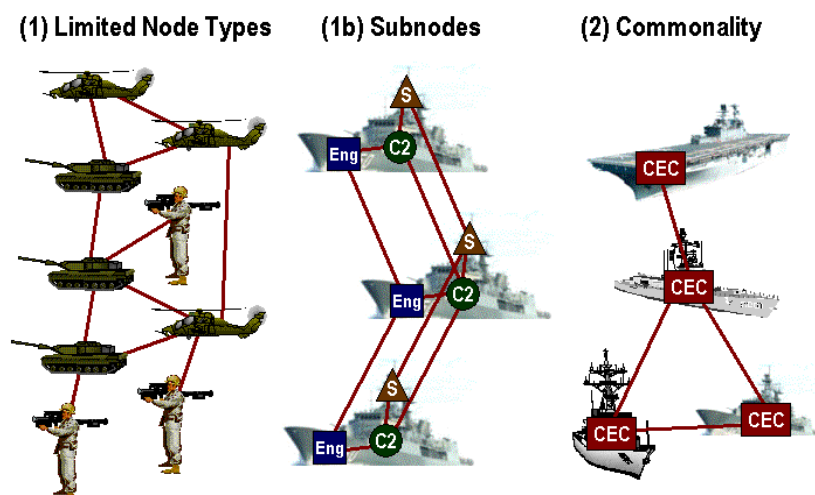 (1) Limited Node Types
(1b) Subnodes
(2) Commonality
S
C2
Eng
S
C2
Eng
S
C2
Eng
CEC
CEC
CEC
CEC